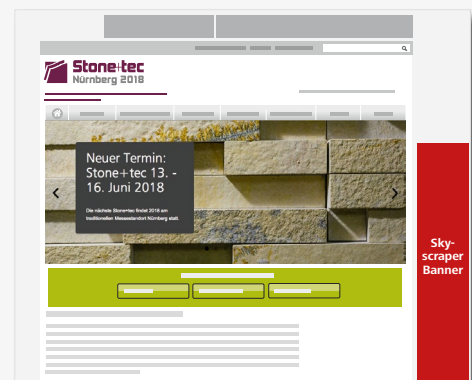 Stone+tec
Nürnberg 2018
Neuer Termin:
Stone+tec 13. -
16. Juni 2018
Die nächste Stone+tec findet 2018 am
traditionellen Messestandort Nürnberg statt.
Sky-
scraper
Banner